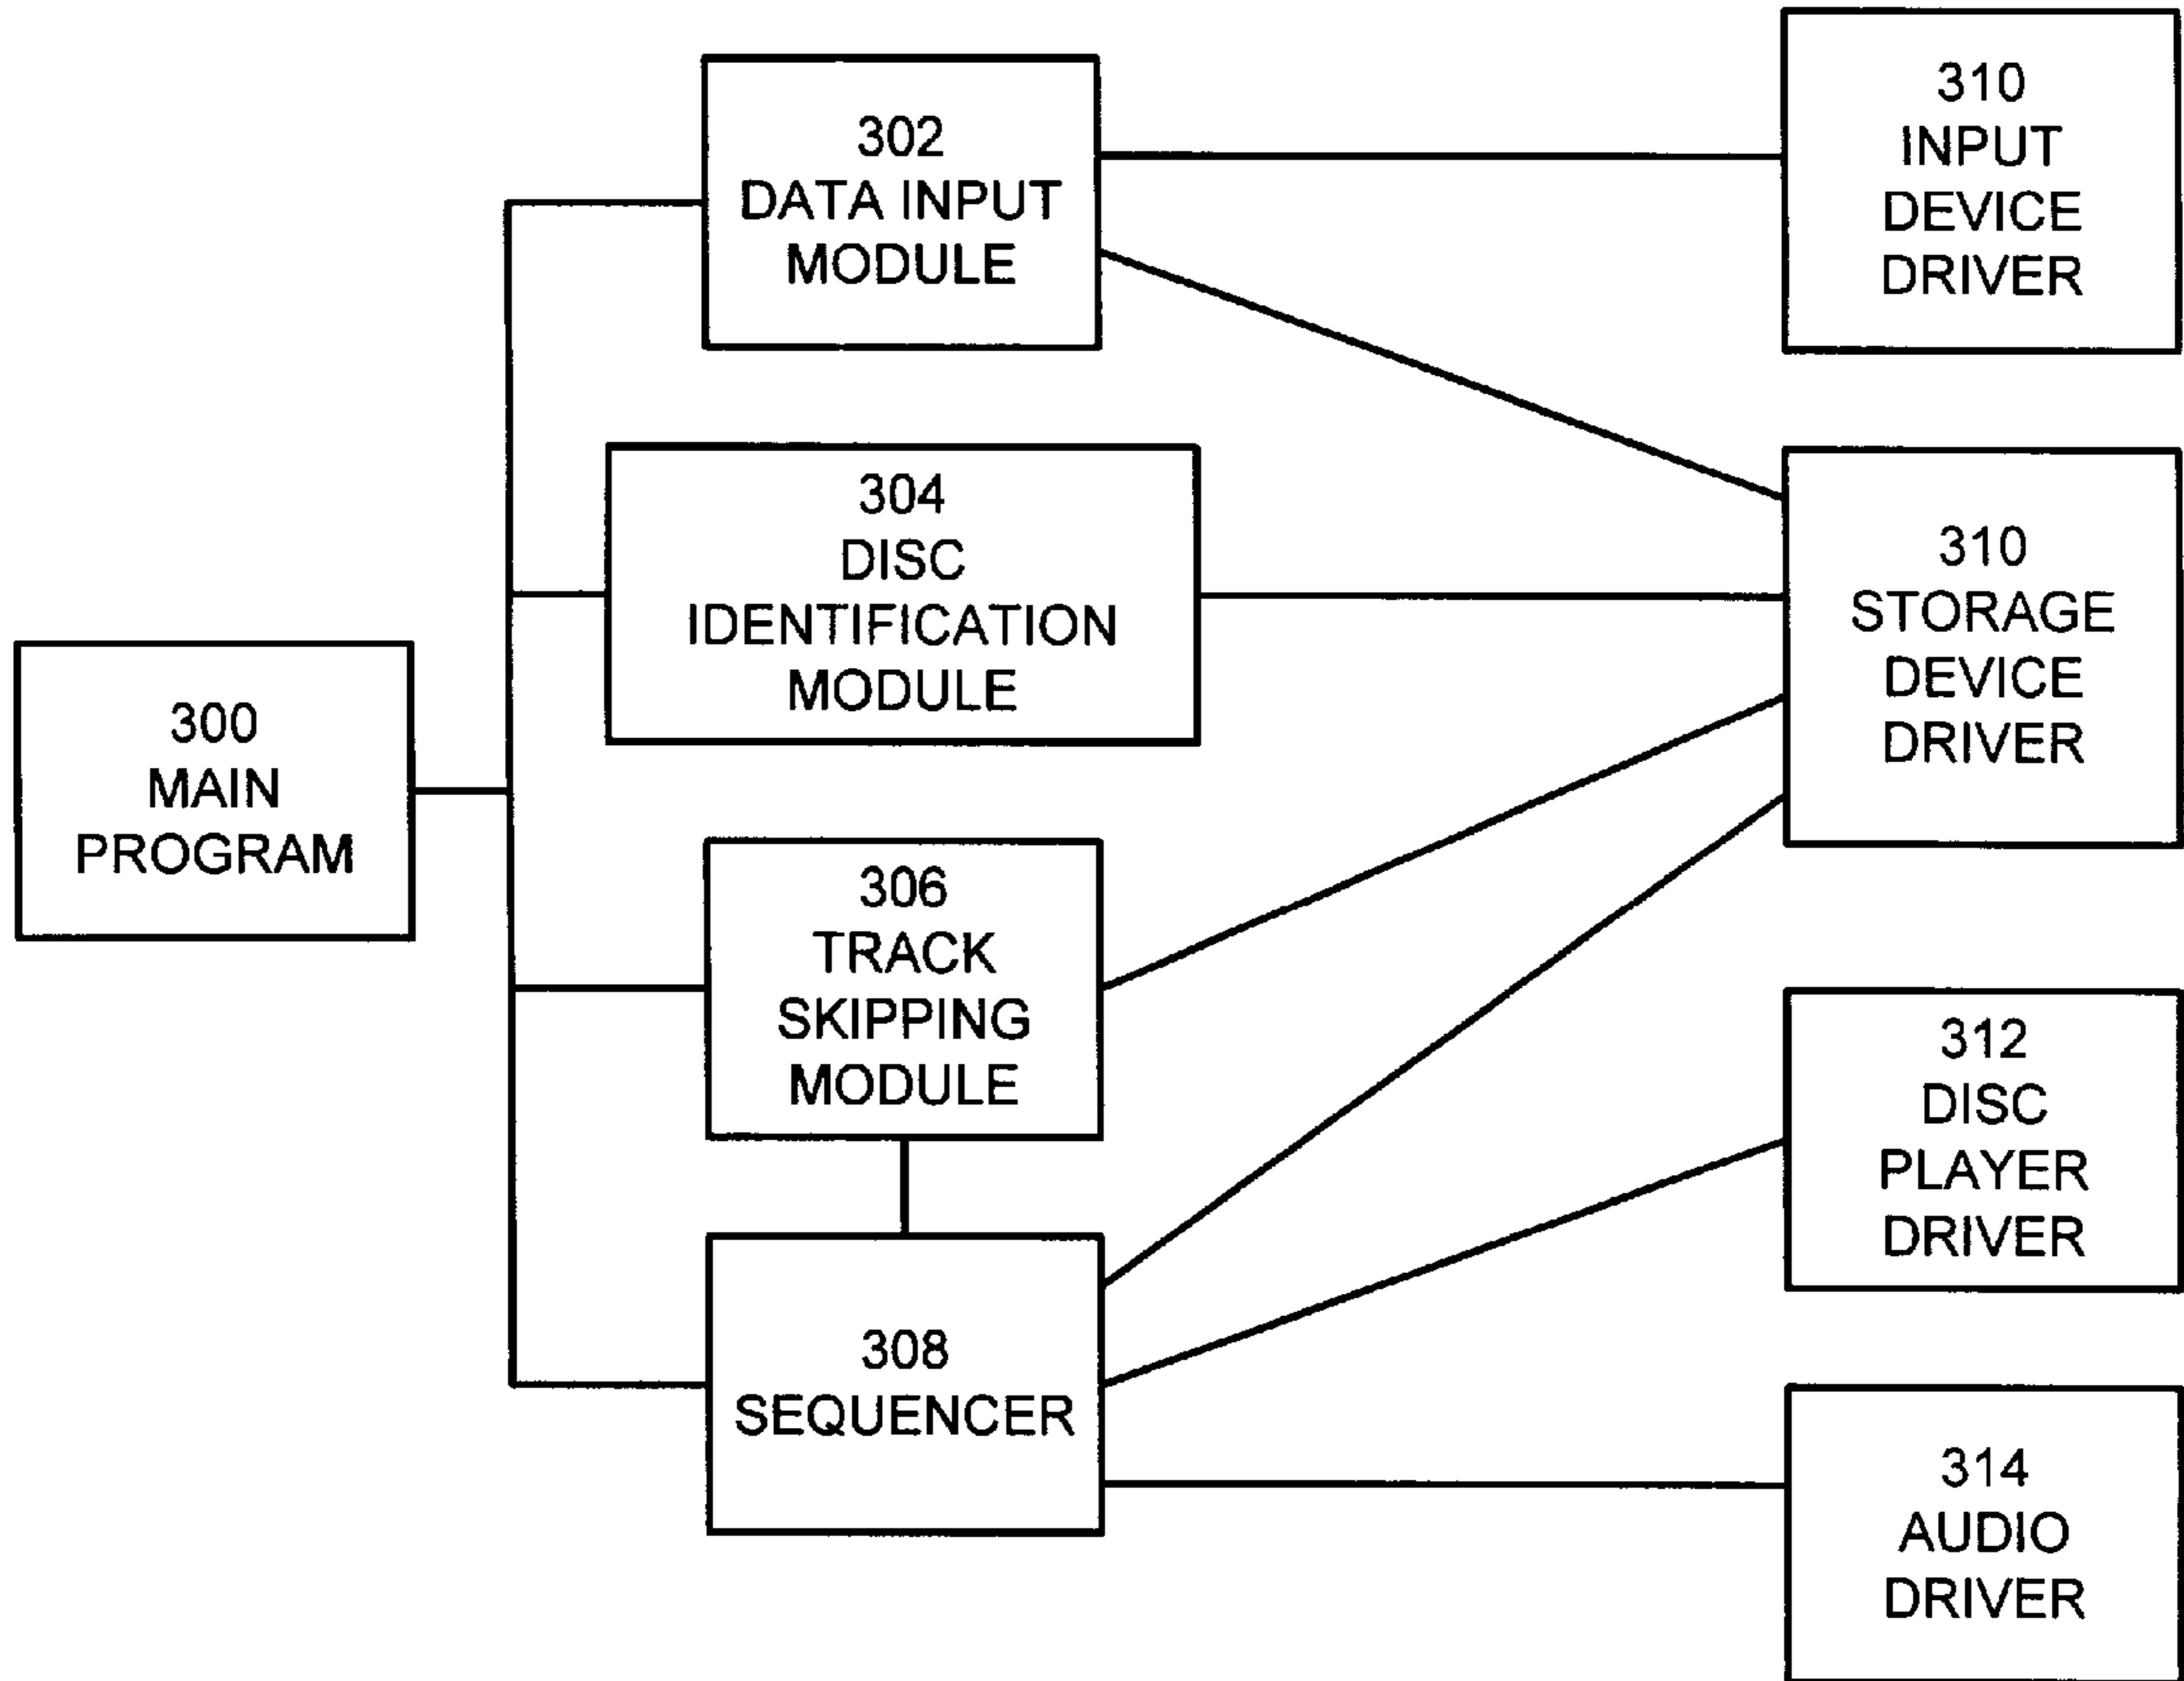 300
MAIN
PROGRAM
302
DATA INPUT
MODULE
304
DISC
IDENTIFICATION
MODULE
306
TRACK
SKIPPING
MODULE
308
SEQUENCER
310
INPUT
DEVICE
DRIVER
310
STORAGE
DEVICE
DRIVER
312
DISC
PLAYER
DRIVER
314
AUDIO
DRIVER